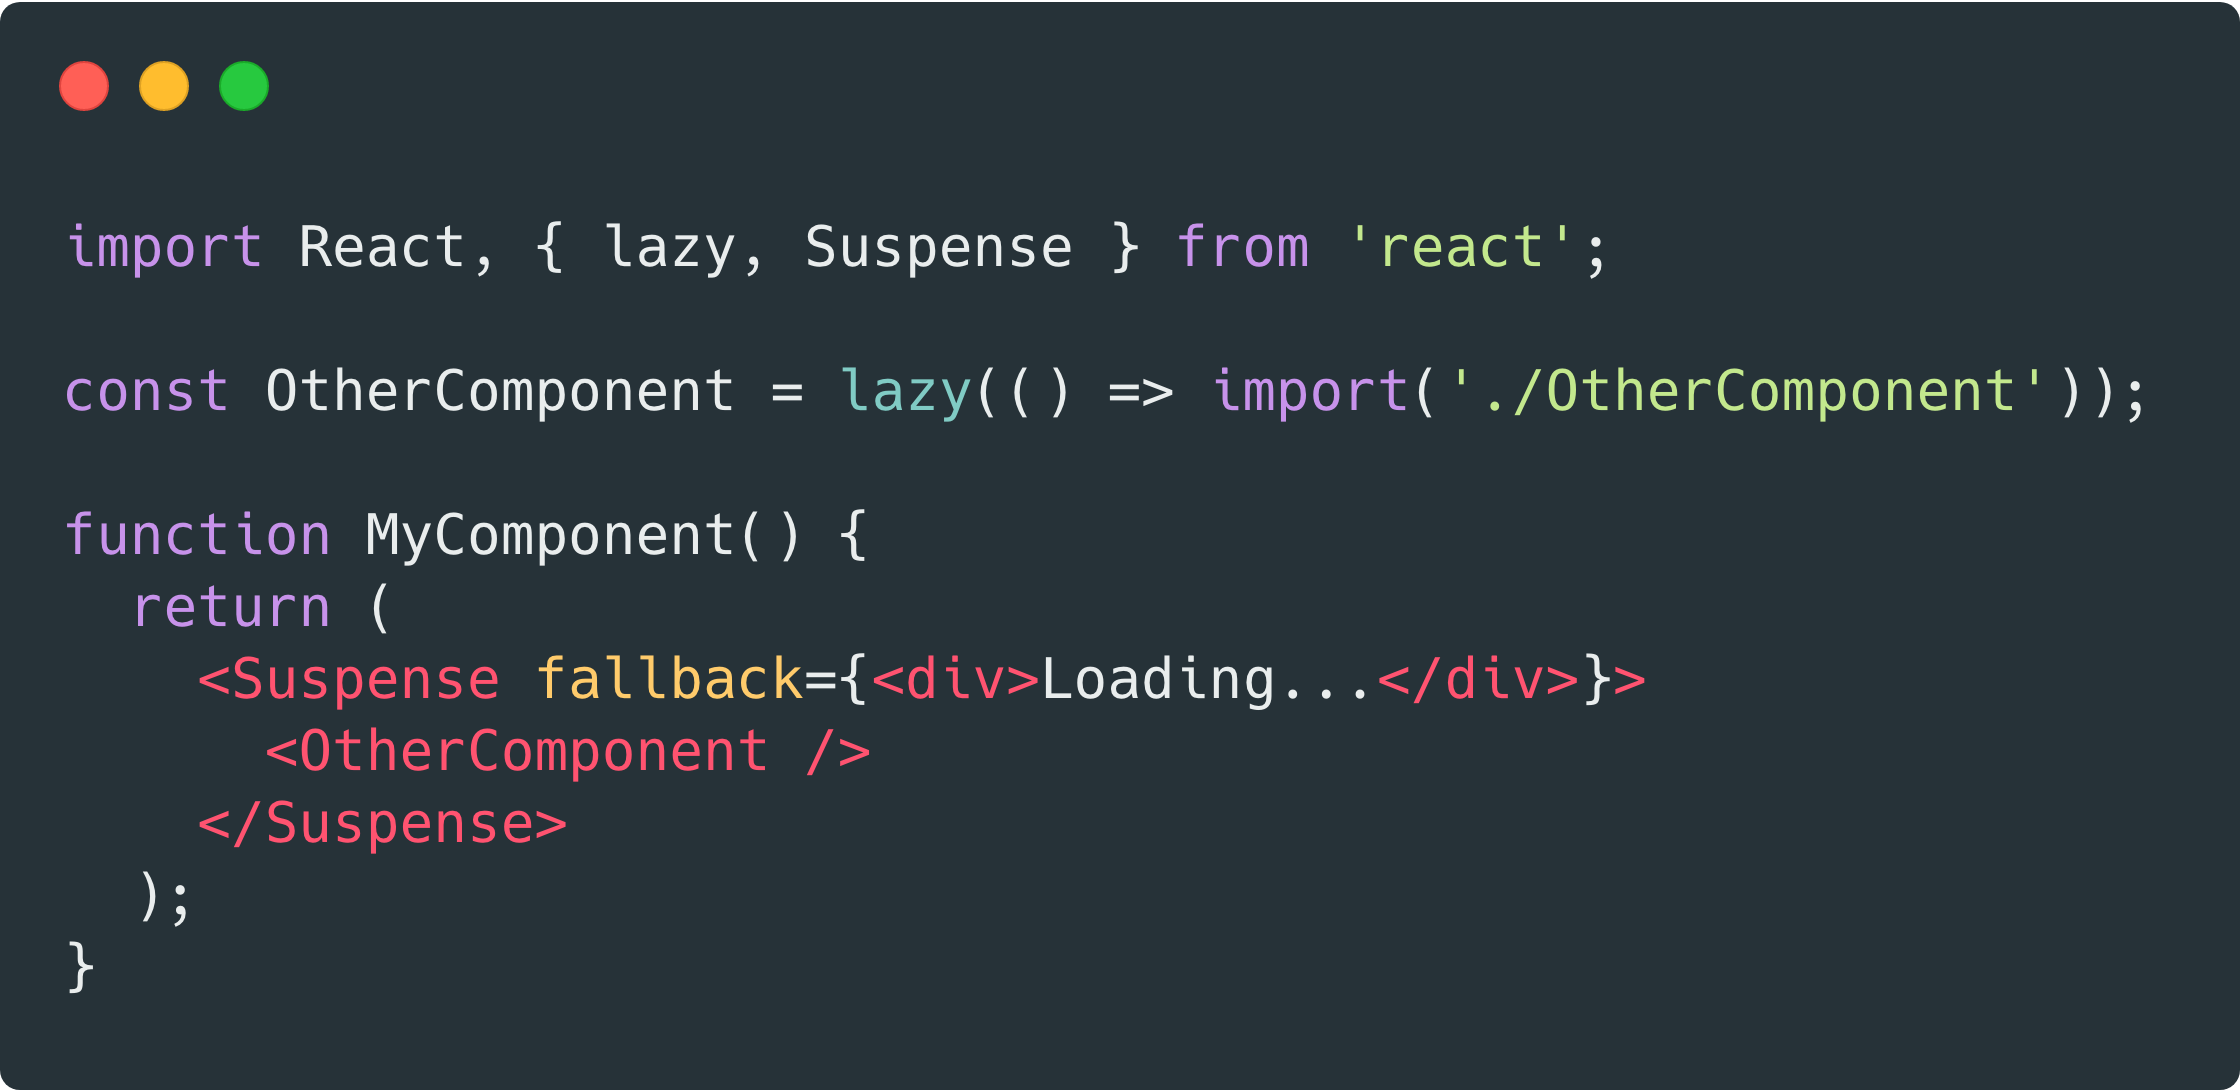 import React, { lazy, Suspense } from 'react';

const OtherComponent = lazy(() => import('./OtherComponent'));

function MyComponent() {
  return (
    <Suspense fallback={<div>Loading...</div>}>
      <OtherComponent />
    </Suspense>
  );
}